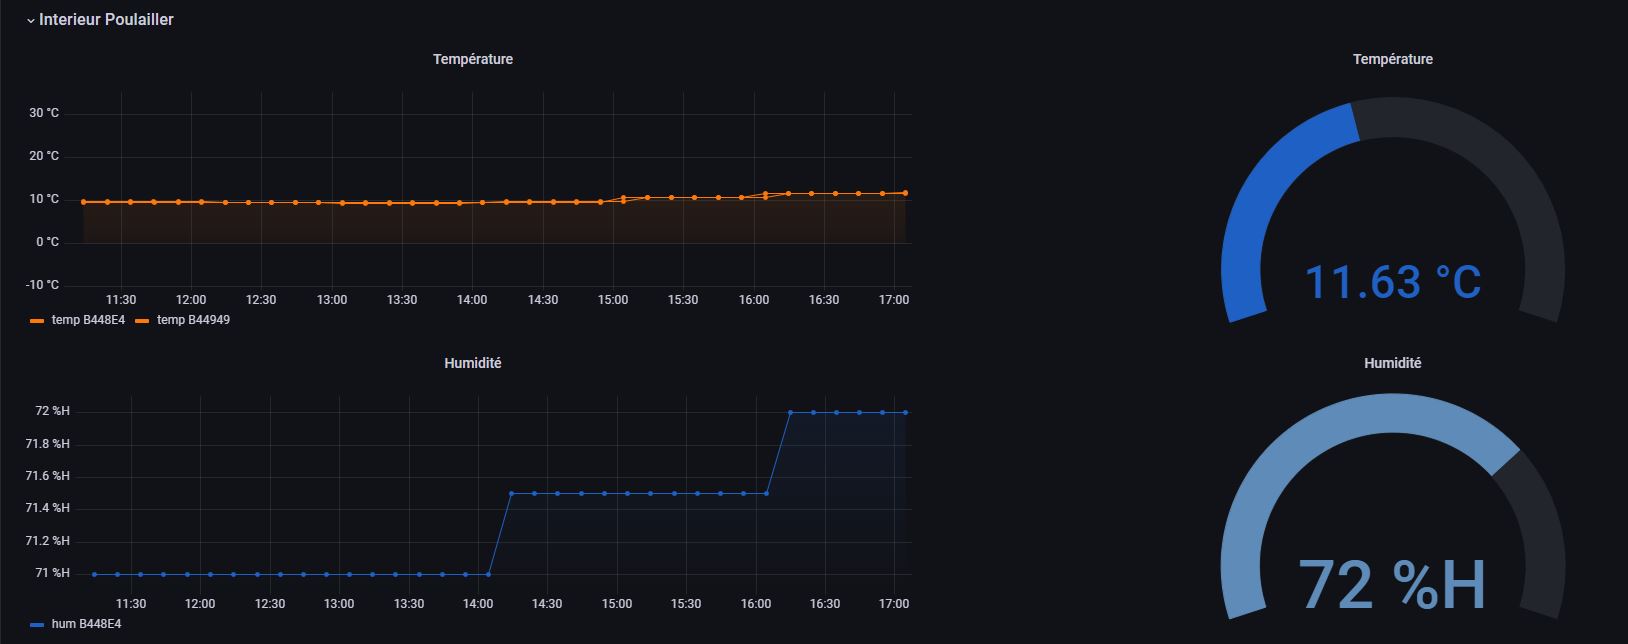 Interieur Poulailler
Température
30 °C
20 °C
10 °C
0 °C
-10 °C
11:30 12:00 12:30 13:00 13:30 14:00 14:30 15:00 15:30 16:00 16:30 17:00
temp B448E4 temp B44949
Température
11.63 °C
Humidité
72 %H
71.8 %H
71.6 %H
71.4 %H
71.2 %H
71 %H
11:30 12:00 12:30 13:00 13:30 14:00 14:30 15:00 15:30 16:00 16:30 17:00
hum B448E4
Humidité
72 %H